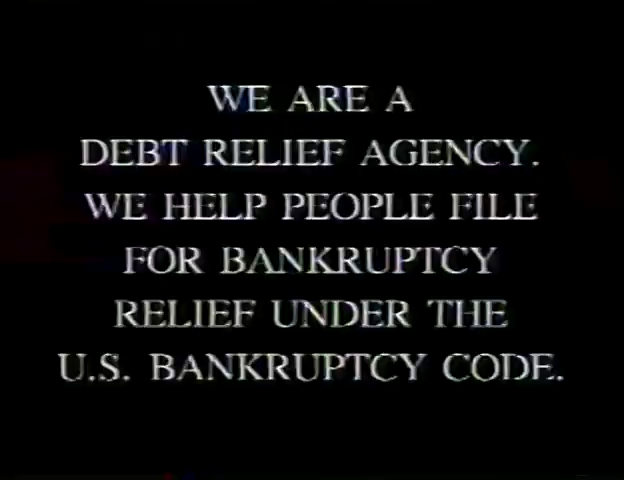 WE ARE A
DEBT RELIEF AGENCY.
WE HELP PEOPLE FILE
FOR BANKRUPTCY
RELIEF UNDER THE
U.S. BANKRUPTCY CODE.